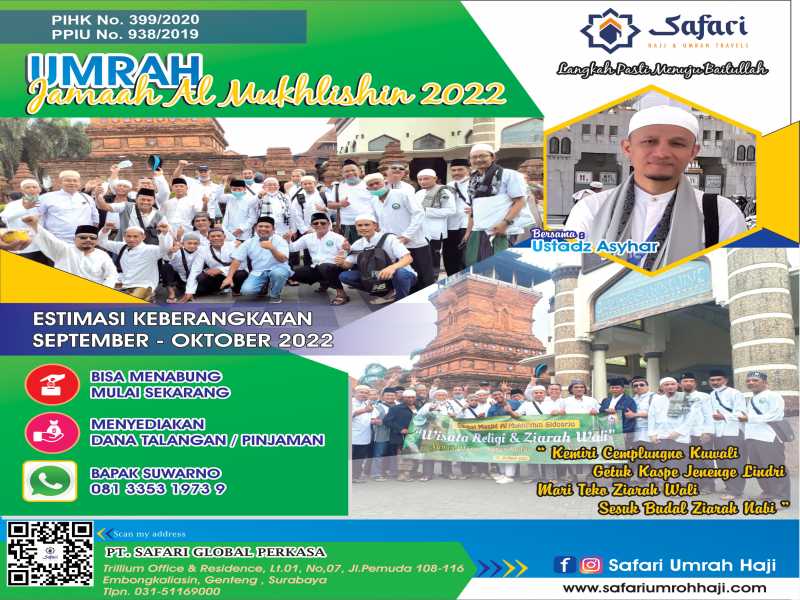 PIHK No. 399/2020
PPIU No. 938/2019
Safari
HAJI & UMRAH TRAVELS
Langkah Pasti Menuju Baitullah
UMRAH
Jamaah Al Mukhlishin 2022
Bersama :
Ustadz Asyhar
ESTIMASI KEBERANGKATAN
SEPTEMBER - OKTOBER 2022
BISA MENABUNG
MULAI SEKARANG
MENYEDIAKAN
DANA TALANGAN / PINJAMAN
BAPAK SUWARNO
081 3353 1973 9
"Wisata Religi & Ziarah Wali"
" Kemiri Cemplungno Kuwali
Getuk Kaspe Jenenge Lindri
Mari Teko Ziarah Wali
Sesuk Budal Ziarah Nabi "
Scan my address
PT. SAFARI GLOBAL PERKASA
Trillium Office & Residence, Lt.01, No,07, Jl.Pemuda 108-116
Embongkaliasin, Genteng , Surabaya
Tlpn. 031-51169000
Safari
Safari Umrah Haji
www.safariumrohhaji.com